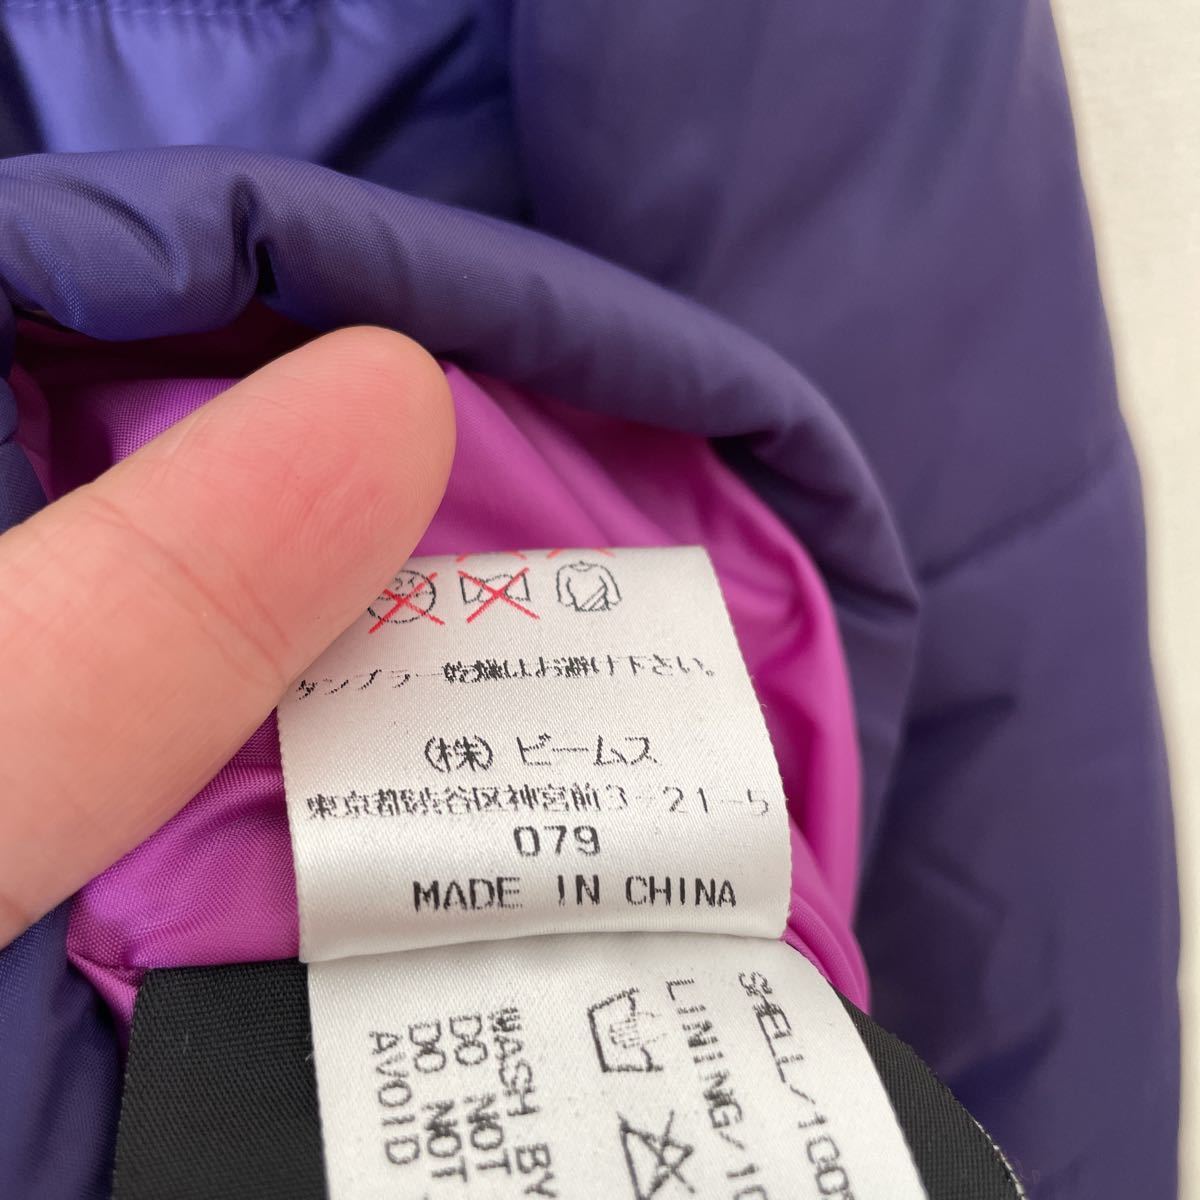 タンブラー乾燥はお避け下さい。
(株)ビームス
東京都渋谷区神宮前3-21-5
079
MADE IN CHINA
SHELL/100%
LINING/10
WASH BY
DO NOT
DO NOT
AVOID